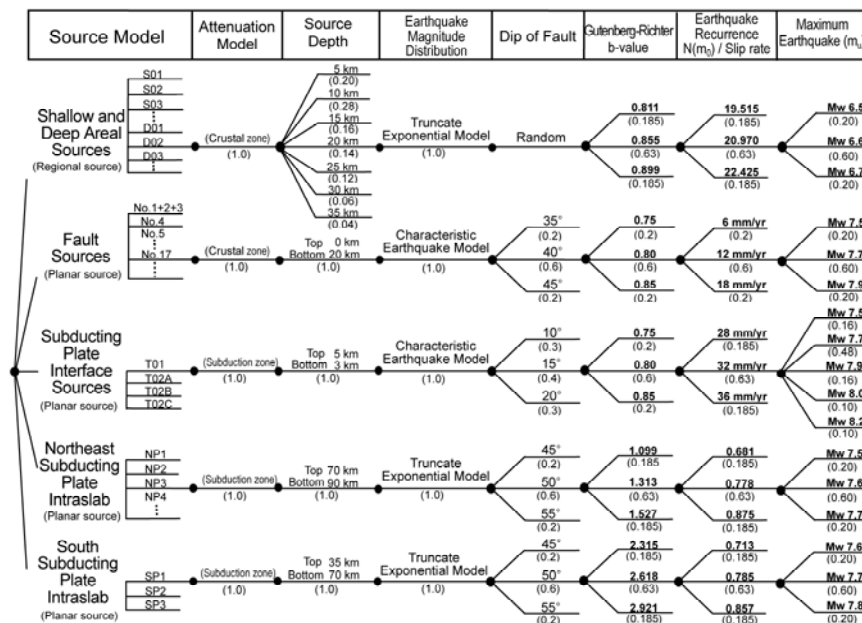 Source Model
Attenuation
Model
Source
Depth
Earthquake
Magnitude
Distribution
Dip of Fault
Gutenberg-Richter
b-value
Earthquake
Recurrence
N(m₀) / Slip rate
Maximum
Earthquake (m
S01
S02
S03
D01
D02
D03
Shallow and
Deep Areal
Sources
(Regional source)
(Crustal zone)
(1.0)
5 km
(0.20)
10 km
(0.28)
15 km
(0.16)
20 km
(0.14)
25 km
(0.12)
30 km
(0.06)
35 km
(0.04)
Truncate
Exponential Model
(1.0)
Random
0.811
(0.185)
0.855
(0.63)
0.899
(0.185)
19.515
(0.185)
20.970
(0.63)
22.425
(0.185)
Mw 6.5
(0.20)
Mw 6.6
(0.60)
Mw 6.7
(0.20)
Fault
Sources
(Planar source)
No.1+2+3
No.4
No.5
No.17
(Crustal zone)
(1.0)
Top 0 km
Bottom 20 km
(1.0)
Characteristic
Earthquake Model
(1.0)
35°
(0.2)
40°
(0.6)
45°
(0.2)
0.75
(0.2)
0.80
(0.6)
0.85
(0.2)
6 mm/yr
(0.2)
12 mm/yr
(0.6)
18 mm/yr
(0.2)
Mw 7.5
(0.20)
Mw 7.7
(0.60)
Mw 7.9
(0.20)
Subducting
Plate
Interface
Sources
(Planar source)
T01
T02A
T02B
T02C
(Subduction zone)
(1.0)
Top 5 km
Bottom 3 km
(1.0)
Characteristic
Earthquake Model
(1.0)
10°
(0.3)
15°
(0.4)
20°
(0.3)
0.75
(0.2)
0.80
(0.6)
0.85
(0.2)
28 mm/yr
(0.185)
32 mm/yr
(0.63)
36 mm/yr
(0.185)
Mw 7.5
(0.16)
Mw 7.7
(0.48)
Mw 7.9
(0.16)
Mw 8.0
(0.10)
Mw 8.2
(0.10)
Northeast
Subducting
Plate
Intraslab
(Planar source)
NP1
NP2
NP3
NP4
(Subduction zone)
(1.0)
Top 70 km
Bottom 90 km
(1.0)
Truncate
Exponential Model
(1.0)
45°
(0.2)
50°
(0.6)
55°
(0.2)
1.099
(0.185
1.313
(0.63)
1.527
(0.185)
0.681
(0.185)
0.778
(0.63)
0.875
(0.185)
Mw 7.5
(0.20)
Mw 7.6
(0.60)
Mw 7.7
(0.20)
South
Subducting
Plate
Intraslab
(Planar source)
SP1
SP2
SP3
(Subduction zone)
(1.0)
Top 35 km
Bottom 70 km
(1.0)
Truncate
Exponential Model
(1.0)
45°
(0.2)
50°
(0.6)
55°
(0.2)
2.315
(0.185)
2.618
(0.63)
2.921
(0.185)
0.713
(0.185)
0.785
(0.63)
0.857
(0.185)
Mw 7.6
(0.20)
Mw 7.7
(0.60)
Mw 7.8
(0.20)